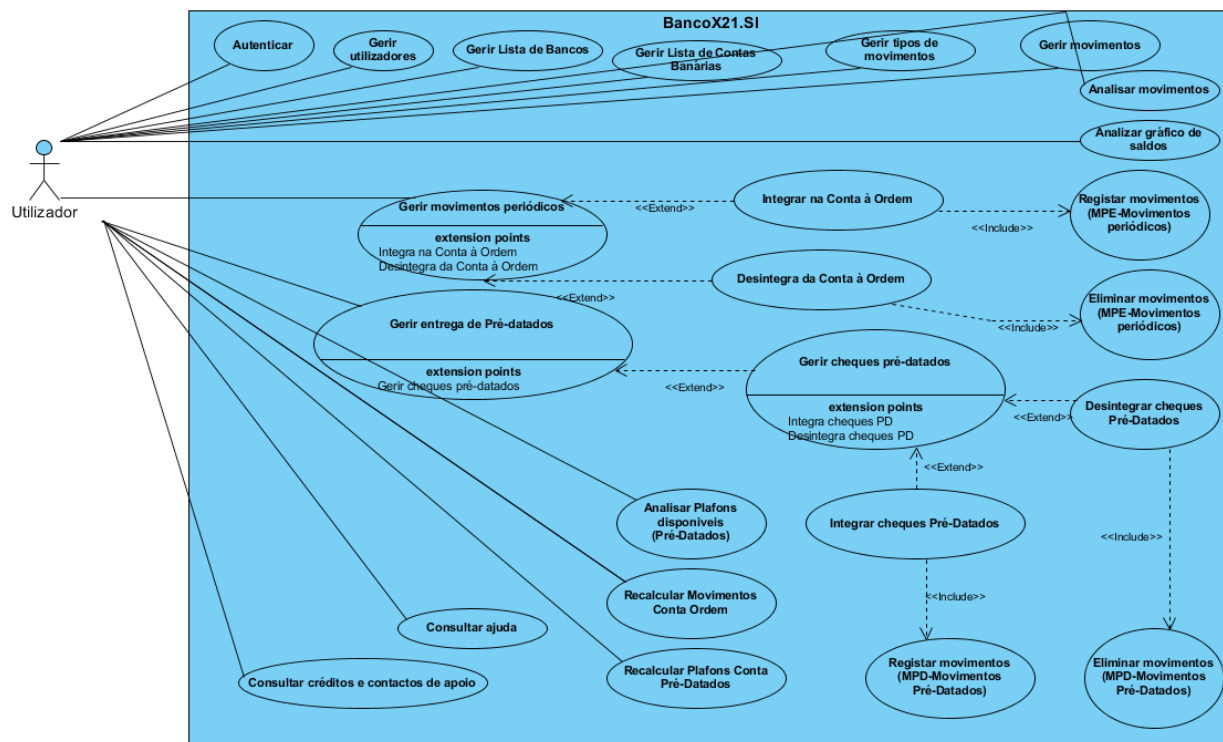 BancoX21.SI
Autenticar
Gerir
utilizadores
Gerir Lista de Bancos
Gerir Lista de Contas
Banárias
Gerir tipos de
movimentos
Gerir movimentos
Analisar movimentos
Analizar gráfico de
saldos
Utilizador
Gerir movimentos periódicos
extension points
Integra na Conta à Ordem
Desintegra da Conta à Ordem
<<Extend>>
Integrar na Conta à Ordem
<<Include>>
Registar movimentos
(MPE-Movimentos
periódicos)
<<Extend>>
Desintegra da Conta à Ordem
<<Include>>
Eliminar movimentos
(MPE-Movimentos
periódicos)
Gerir entrega de Pré-datados
extension points
Gerir cheques pré-datados
<<Extend>>
Gerir cheques pré-datados
extension points
Integra cheques PD
Desintegra cheques PD
<<Extend>>
Desintegrar cheques
Pré-Datados
<<Extend>>
Analisar Plafons
disponiveis
(Pré-Datados)
Integrar cheques Pré-Datados
<<Include>>
Recalcular Movimentos
Conta Ordem
<<Include>>
Consultar ajuda
Consultar créditos e contactos de apoio
Recalcular Plafons Conta
Pré-Datados
Registar movimentos
(MPD-Movimentos
Pré-Datados)
Eliminar movimentos
(MPD-Movimentos
Pré-Datados)